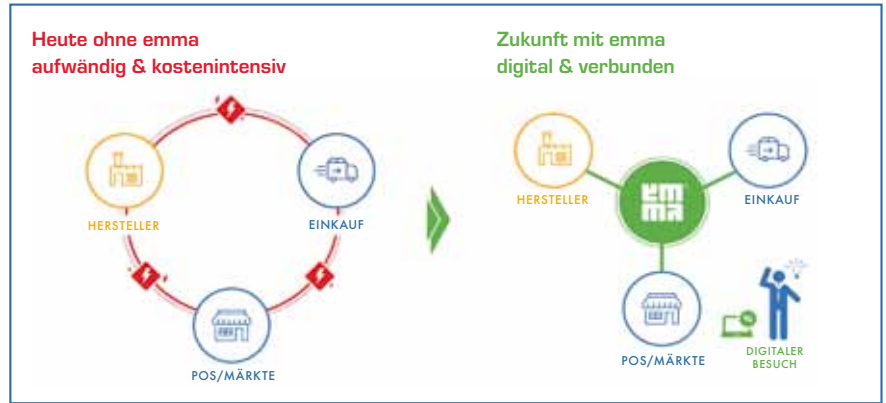 Heute ohne emma
aufwändig & kostenintensiv
HERSTELLER
EINKAUF
POS/MÄRKTE
Zukunft mit emma
digital & verbunden
HERSTELLER
emma
EINKAUF
POS/MÄRKTE
DIGITALER
BESUCH